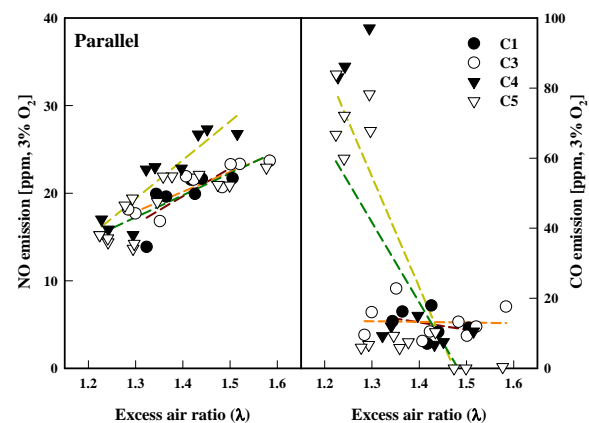 Parallel
C1
C3
C4
C5
NO emission [ppm, 3% O2]
40
30
20
10
0
CO emission [ppm, 3% O2]
100
80
60
40
20
0
1.2 1.3 1.4 1.5 1.6
1.2 1.3 1.4 1.5 1.6
Excess air ratio (λ)
Excess air ratio (λ)